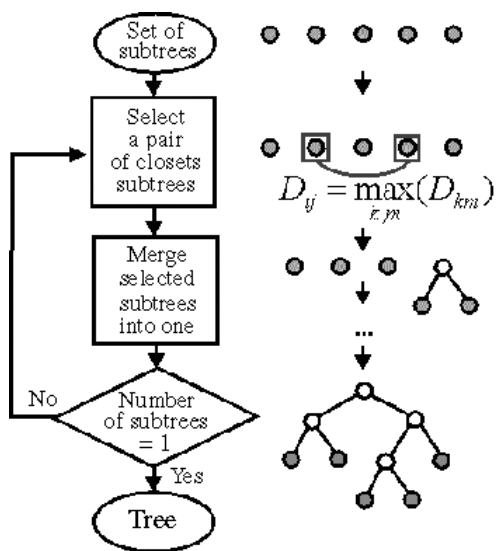 Set of
subtrees
Select
a pair
of closets
subtrees
D_ij = max(D_km)
k,m
Merge
selected
subtrees
into one
...
No
Number
of subtrees
= 1
Yes
Tree